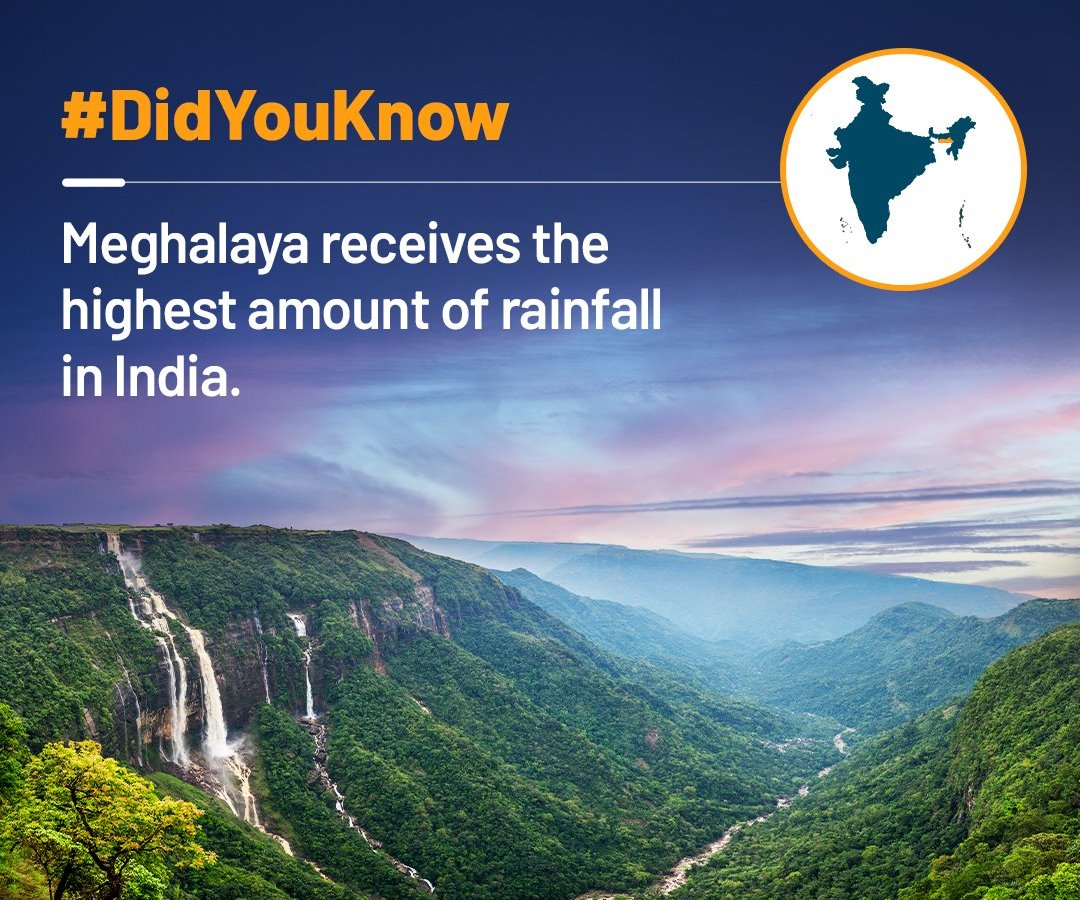 #DidYouKnow
Meghalaya receives the
highest amount of rainfall
in India.